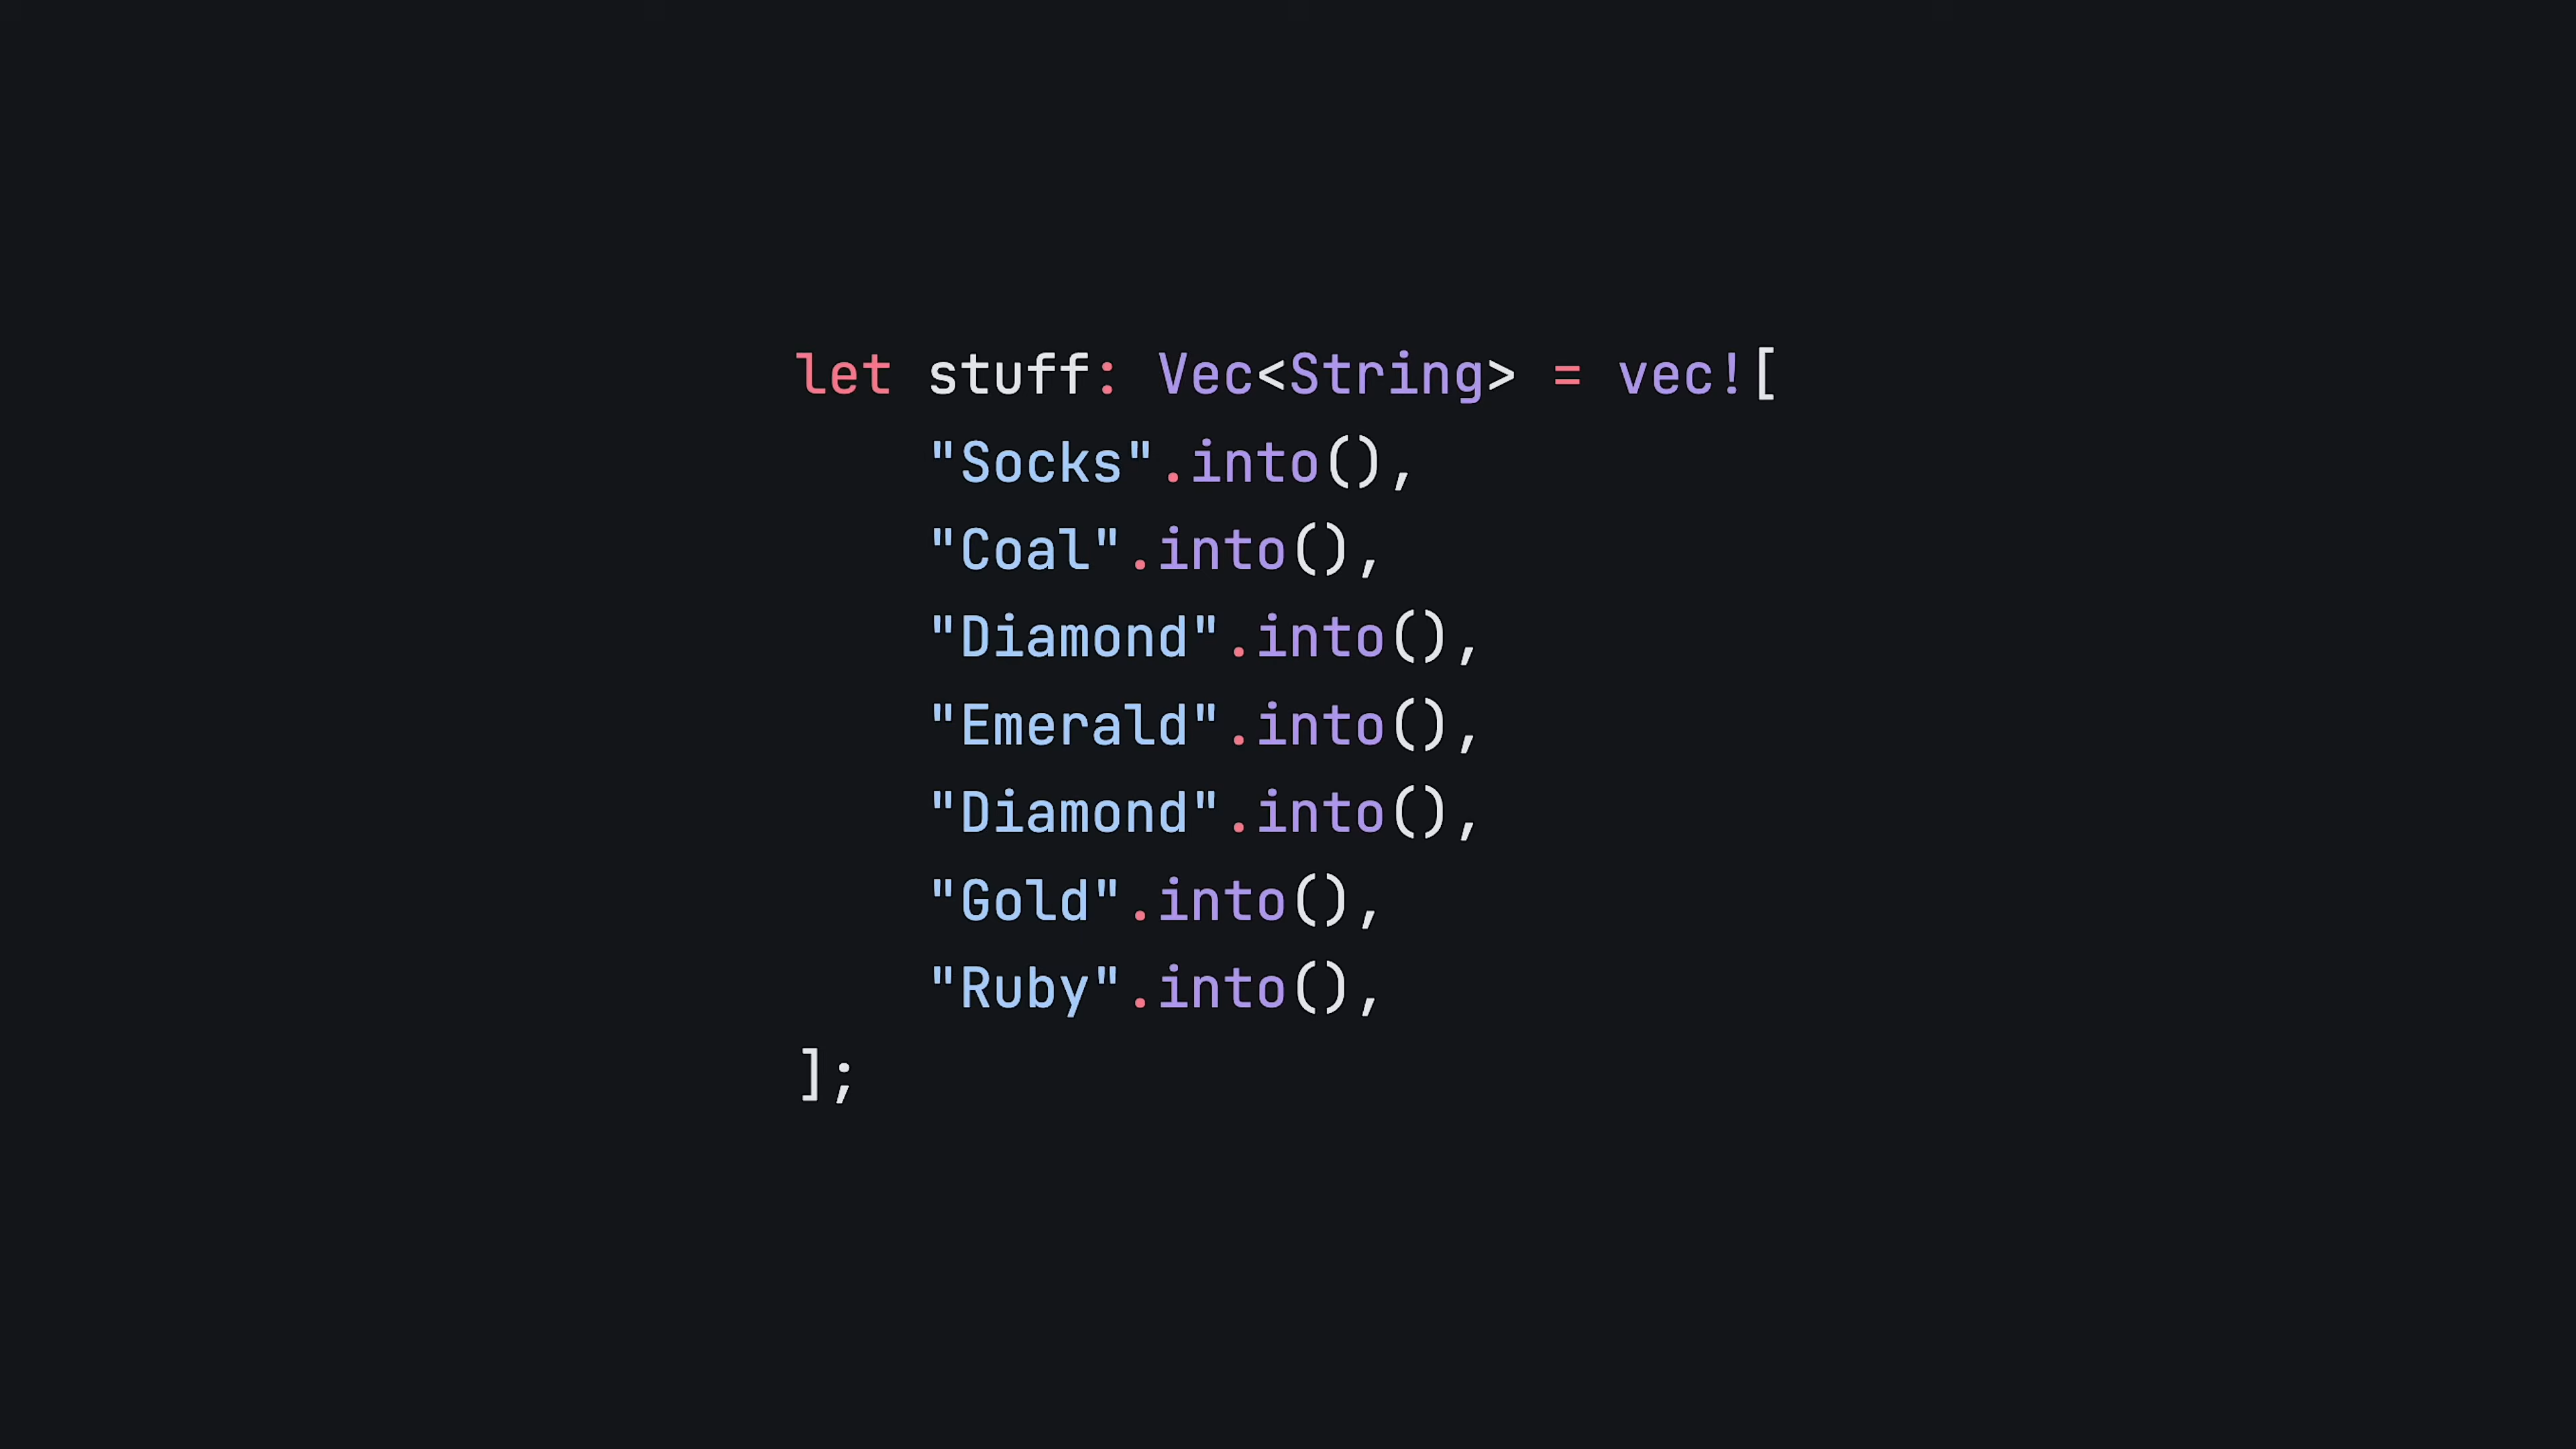 let stuff: Vec<String> = vec![
    "Socks".into(),
    "Coal".into(),
    "Diamond".into(),
    "Emerald".into(),
    "Diamond".into(),
    "Gold".into(),
    "Ruby".into(),
];